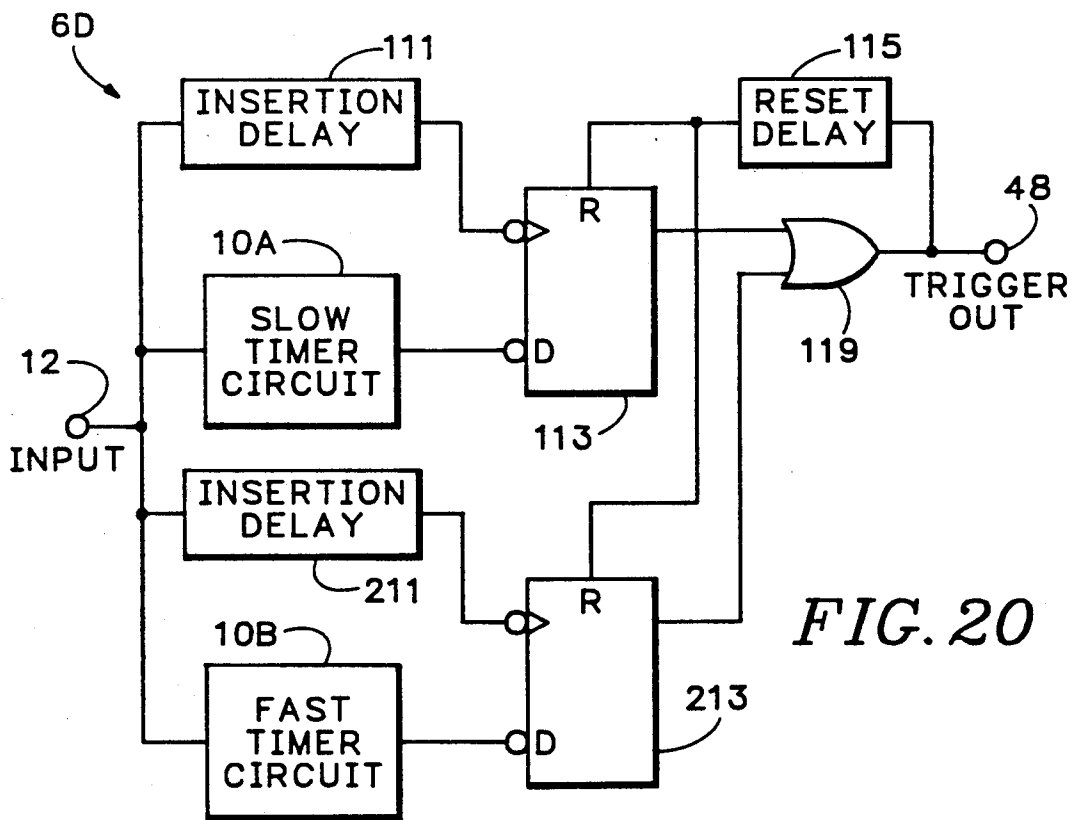 6D
111
INSERTION
DELAY
115
RESET
DELAY
R
48
10A
SLOW
TIMER
CIRCUIT
D
119
TRIGGER
OUT
12
INPUT
113
INSERTION
DELAY
211
R
10B
FAST
TIMER
CIRCUIT
D
213
FIG. 20